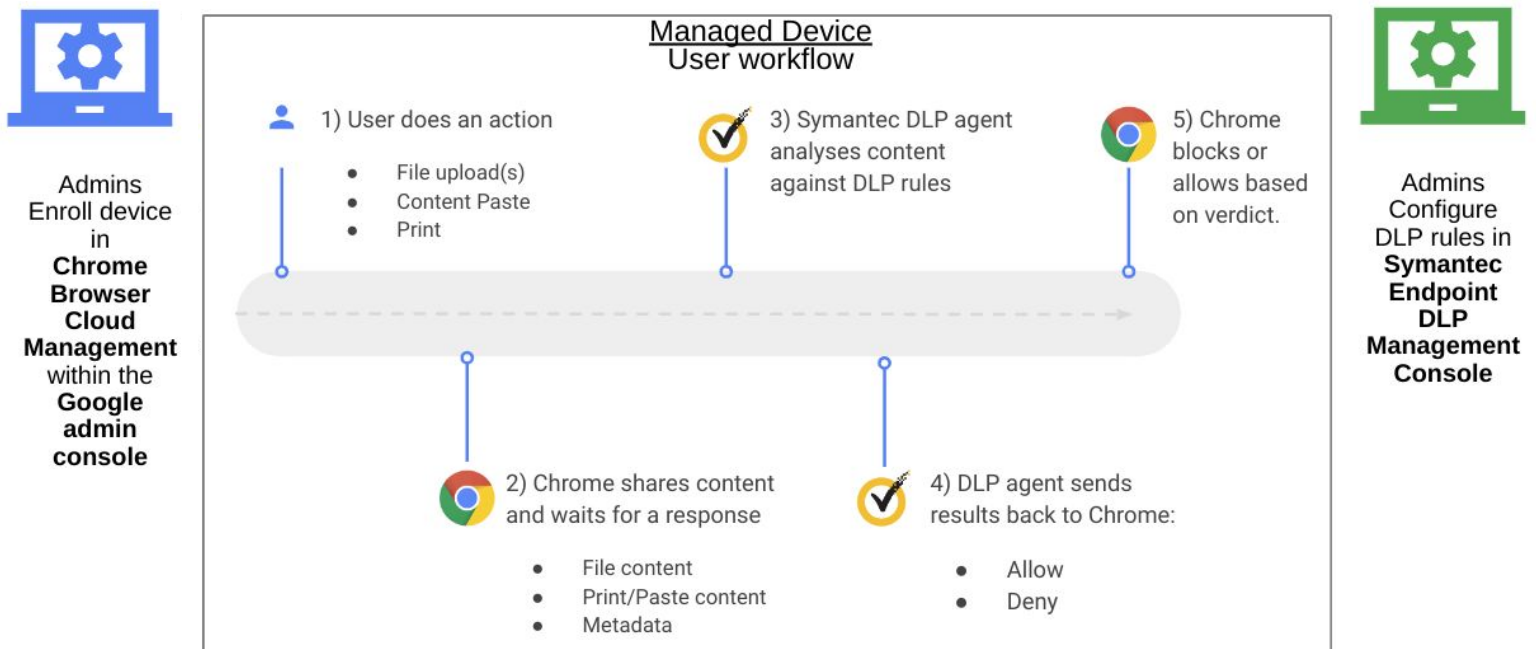 Managed Device
User workflow
Admins
Enroll device
in
Chrome
Browser
Cloud
Management
within the
Google
admin
console
1) User does an action
● File upload(s)
● Content Paste
● Print
2) Chrome shares content
and waits for a response
● File content
● Print/Paste content
● Metadata
3) Symantec DLP agent
analyses content
against DLP rules
4) DLP agent sends
results back to Chrome:
● Allow
● Deny
5) Chrome
blocks or
allows based
on verdict.
Admins
Configure
DLP rules in
Symantec
Endpoint
DLP
Management
Console